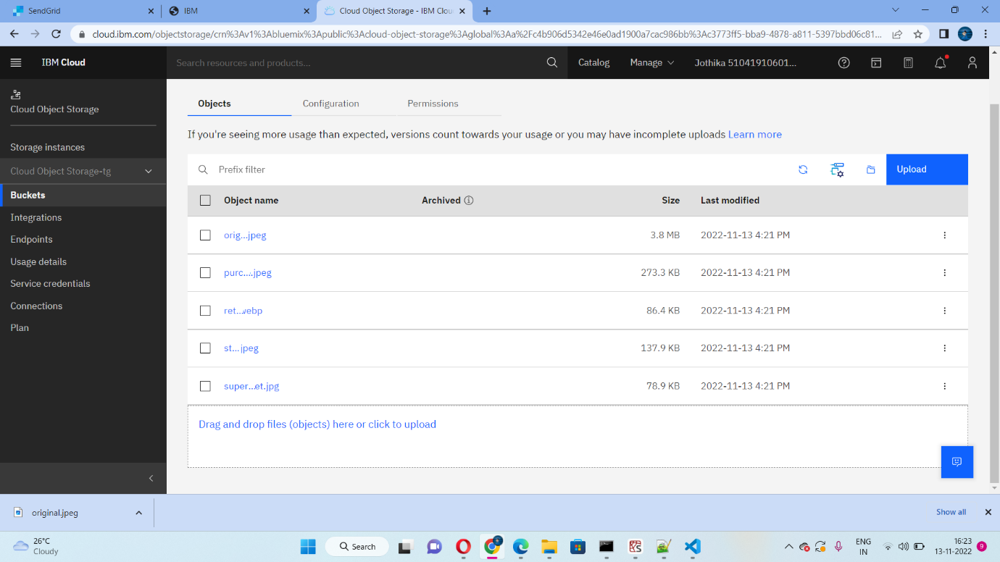 SendGrid
IBM
Cloud Object Storage - IBM Clou
cloud.ibm.com/objectstorage/crn%3Av1%3Abluemix%3Apublic%3Acloud-object-storage%3Aglobal%3Aa%2Fc4b906d5342e46e0ad1900a7cac986bb%3Ac3773ff5-bba9-4878-a811-5397bbd06c81...
IBM Cloud
Search resources and products...
Catalog
Manage
Jothika 51041910601...
Cloud Object Storage
Storage instances
Cloud Object Storage-tg
Buckets
Integrations
Endpoints
Usage details
Service credentials
Connections
Plan
Objects
Configuration
Permissions
If you're seeing more usage than expected, versions count towards your usage or you may have incomplete uploads Learn more
Prefix filter
Upload
Object name Archived Size Last modified
orig...jpeg 3.8 MB 2022-11-13 4:21 PM
purc....jpeg 273.3 KB 2022-11-13 4:21 PM
ret...webp 86.4 KB 2022-11-13 4:21 PM
st...jpeg 137.9 KB 2022-11-13 4:21 PM
super...et.jpg 78.9 KB 2022-11-13 4:21 PM
Drag and drop files (objects) here or click to upload
original.jpeg
Show all
26°C
Cloudy
Search
ENG
IN
16:23
13-11-2022
9